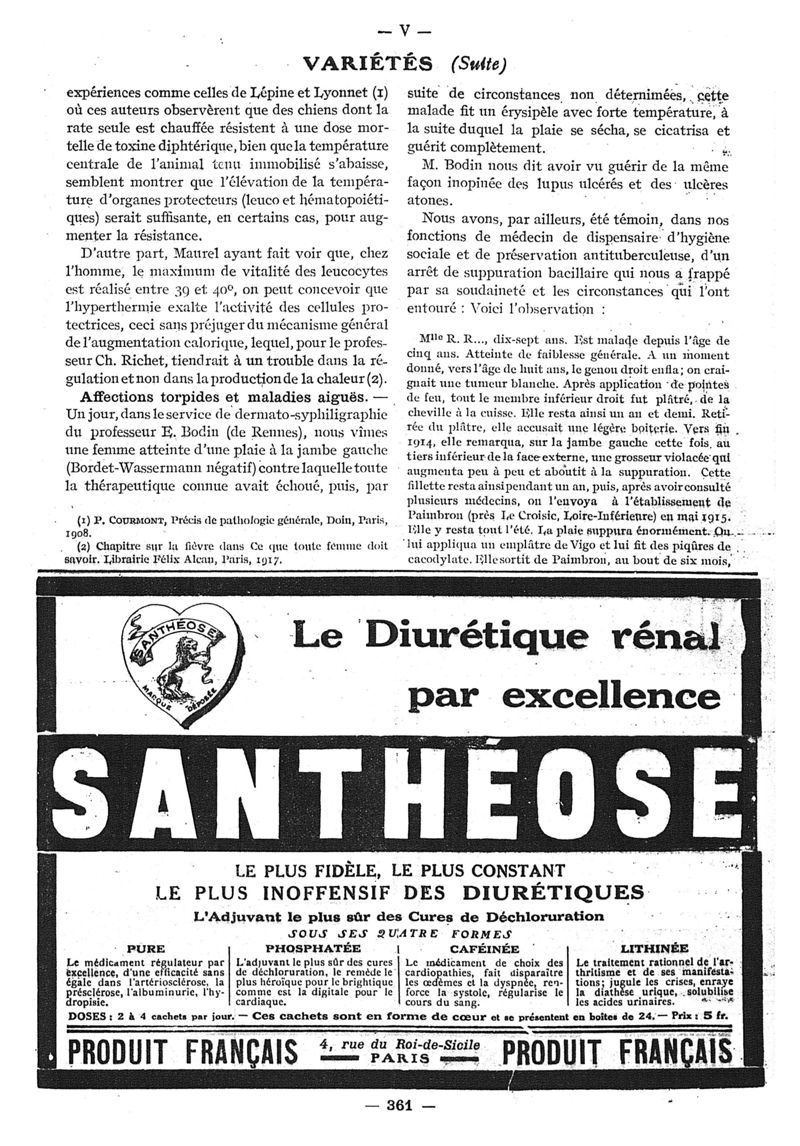 — V —
VARIÉTÉS (Suite)
expériences comme celles de Lépine et Lyonnet (1)
où ces auteurs observèrent que des chiens dont la
rate seule est chauffée résistent à une dose mor-
telle de toxine diphtérique, bien que la température
centrale de l'animal tenu immobilisé s'abaisse,
semblent montrer que l'élévation de la tempéra-
ture d'organes protecteurs (leuco et hématopoiéti-
ques) serait suffisante, en certains cas, pour aug-
menter la résistance.
D'autre part, Maurel ayant fait voir que, chez
l'homme, le maximum de vitalité des leucocytes
est réalisé entre 39 et 40°, on peut concevoir que
l'hyperthermie exalte l'activité des cellules pro-
tectrices, ceci sans préjuger du mécanisme général
de l'augmentation calorique, lequel, pour le profes-
seur Ch. Richet, tiendrait à un trouble dans la ré-
gulation et non dans la production de la chaleur (2).
Affections torpides et maladies aiguës. —
Un jour, dans le service de dermato-syphiligraphie
du professeur E. Bodin (de Rennes), nous vîmes
une femme atteinte d'une plaie à la jambe gauche
(Bordet-Wassermann négatif) contre laquelle toute
la thérapeutique connue avait échoué, puis, par
(1) P. COURMONT, Précis de pathologie générale, Doin, Paris,
1908.
(2) Chapitre sur la fièvre dans Ce que toute femme doit
savoir. Librairie Félix Alcan, Paris, 1917.
suite de circonstances non déternimées, cette
malade fit un érysipèle avec forte température, à
la suite duquel la plaie se sécha, se cicatrisa et
guérit complètement.
M. Bodin nous dit avoir vu guérir de la même
façon inopinée des lupus ulcérés et des ulcères
atones.
Nous avons, par ailleurs, été témoin, dans nos
fonctions de médecin de dispensaire d'hygiène
sociale et de préservation antituberculeuse, d'un
arrêt de suppuration bacillaire qui nous a frappé
par sa soudaineté et les circonstances qui l'ont
entouré : Voici l'observation :
Mlle R. R..., dix-sept ans. Est malade depuis l'âge de
cinq ans. Atteinte de faiblesse générale. A un moment
donné, vers l'âge de huit ans, le genou droit enfla; on crai-
gnait une tumeur blanche. Après application de pointes
de feu, tout le membre inférieur droit fut plâtré, de la
cheville à la cuisse. Elle resta ainsi un an et demi. Reti-
rée du plâtre, elle accusait une légère boiterie. Vers fin
1914, elle remarqua, sur la jambe gauche cette fois, au
tiers inférieur de la face externe, une grosseur violacée qui
augmenta peu à peu et aboutit à la suppuration. Cette
fillette resta ainsi pendant un an, puis, après avoir consulté
plusieurs médecins, on l'envoya à l'établissement de
Paimbron (près Le Croisic, Loire-Inférieure) en mai 1915.
Elle y resta tout l'été. La plaie suppura énormément. On
lui appliqua un emplâtre de Vigo et lui fit des piqûres de
cacodylate. Elle sortit de Paimbron, au bout de six mois,
SANTHÉOSE
MARQUE DÉPOSÉE
Le Diurétique rénal
par excellence
SANTHÉOSE
LE PLUS FIDÈLE, LE PLUS CONSTANT
LE PLUS INOFFENSIF DES DIURÉTIQUES
L'Adjuvant le plus sûr des Cures de Déchloruration
SOUS SES QUATRE FORMES
PURE
Le médicament régulateur par
excellence, d'une efficacité sans
égale dans l'artériosclérose, la
présclérose, l'albuminurie, l'hy-
dropisie.
PHOSPHATÉE
L'adjuvant le plus sûr des cures
de déchloruration, le remède le
plus héroïque pour le brightique
comme est la digitale pour le
cardiaque.
CAFÉINÉE
Le médicament de choix des
cardiopathies, fait disparaître
les œdèmes et la dyspnée, ren-
force la systole, régularise le
cours du sang.
LITHINÉE
Le traitement rationnel de l'ar-
thritisme et de ses manifesta-
tions; jugule les crises, enraye
la diathèse urique, solubilise
les acides urinaires.
DOSES : 2 à 4 cachets par jour. — Ces cachets sont en forme de cœur et se présentent en boîtes de 24. — Prix : 5 fr.
PRODUIT FRANÇAIS
4, rue du Roi-de-Sicile
PARIS
PRODUIT FRANÇAIS
— 361 —